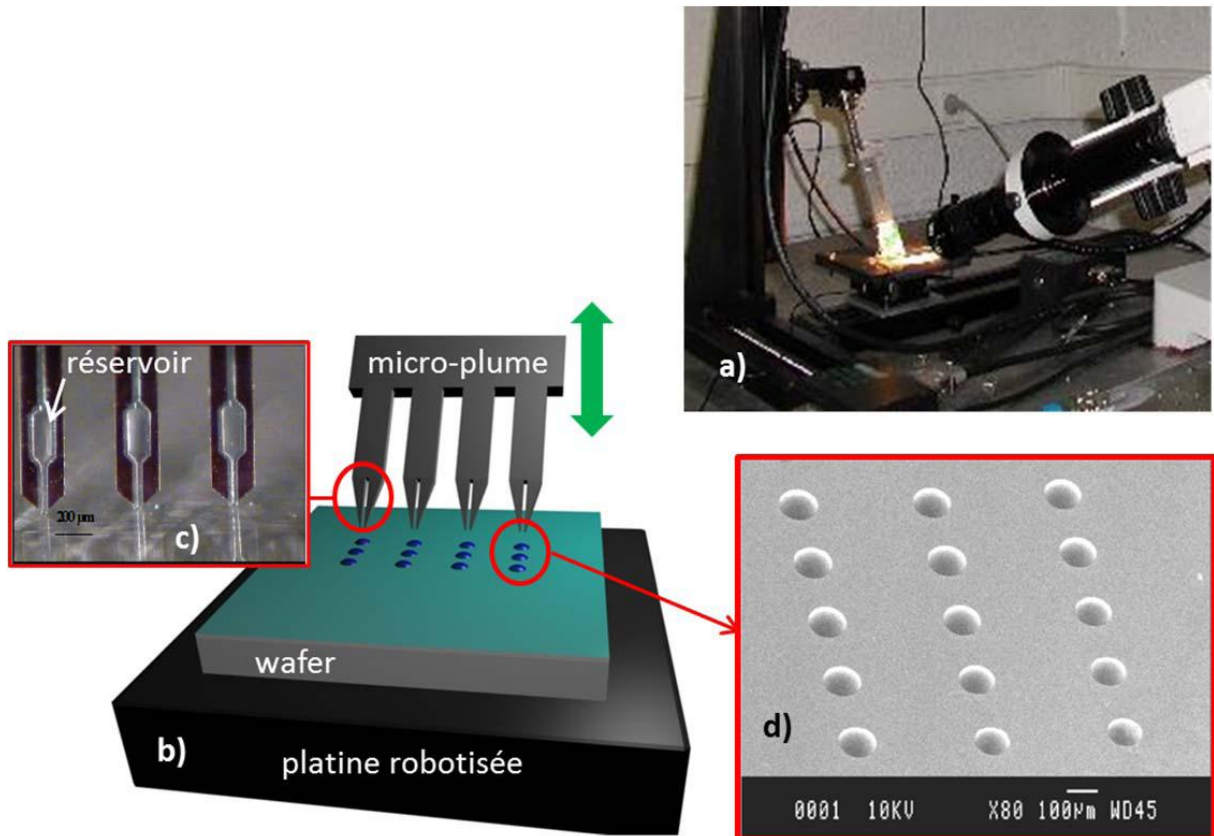 a)
micro-plume
réservoir
200 µm
c)
wafer
b)
platine robotisée
d)
0001 10KV X80 100µm WD45